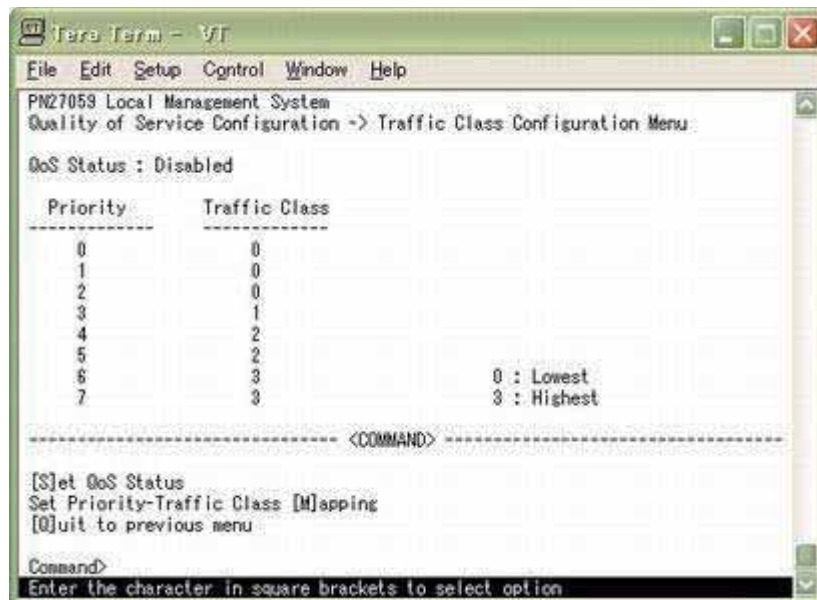 Tera Term - VT
File Edit Setup Control Window Help
PN27059 Local Management System
Quality of Service Configuration -> Traffic Class Configuration Menu
QoS Status : Disabled
Priority Traffic Class
------------- -------------
0 0
1 0
2 0
3 1
4 2
5 2
6 3 0 : Lowest
7 3 3 : Highest
-------------------------------- <COMMAND> -----------------------------------
[S]et QoS Status
Set Priority-Traffic Class [M]apping
[Q]uit to previous menu
Command>
Enter the character in square brackets to select option